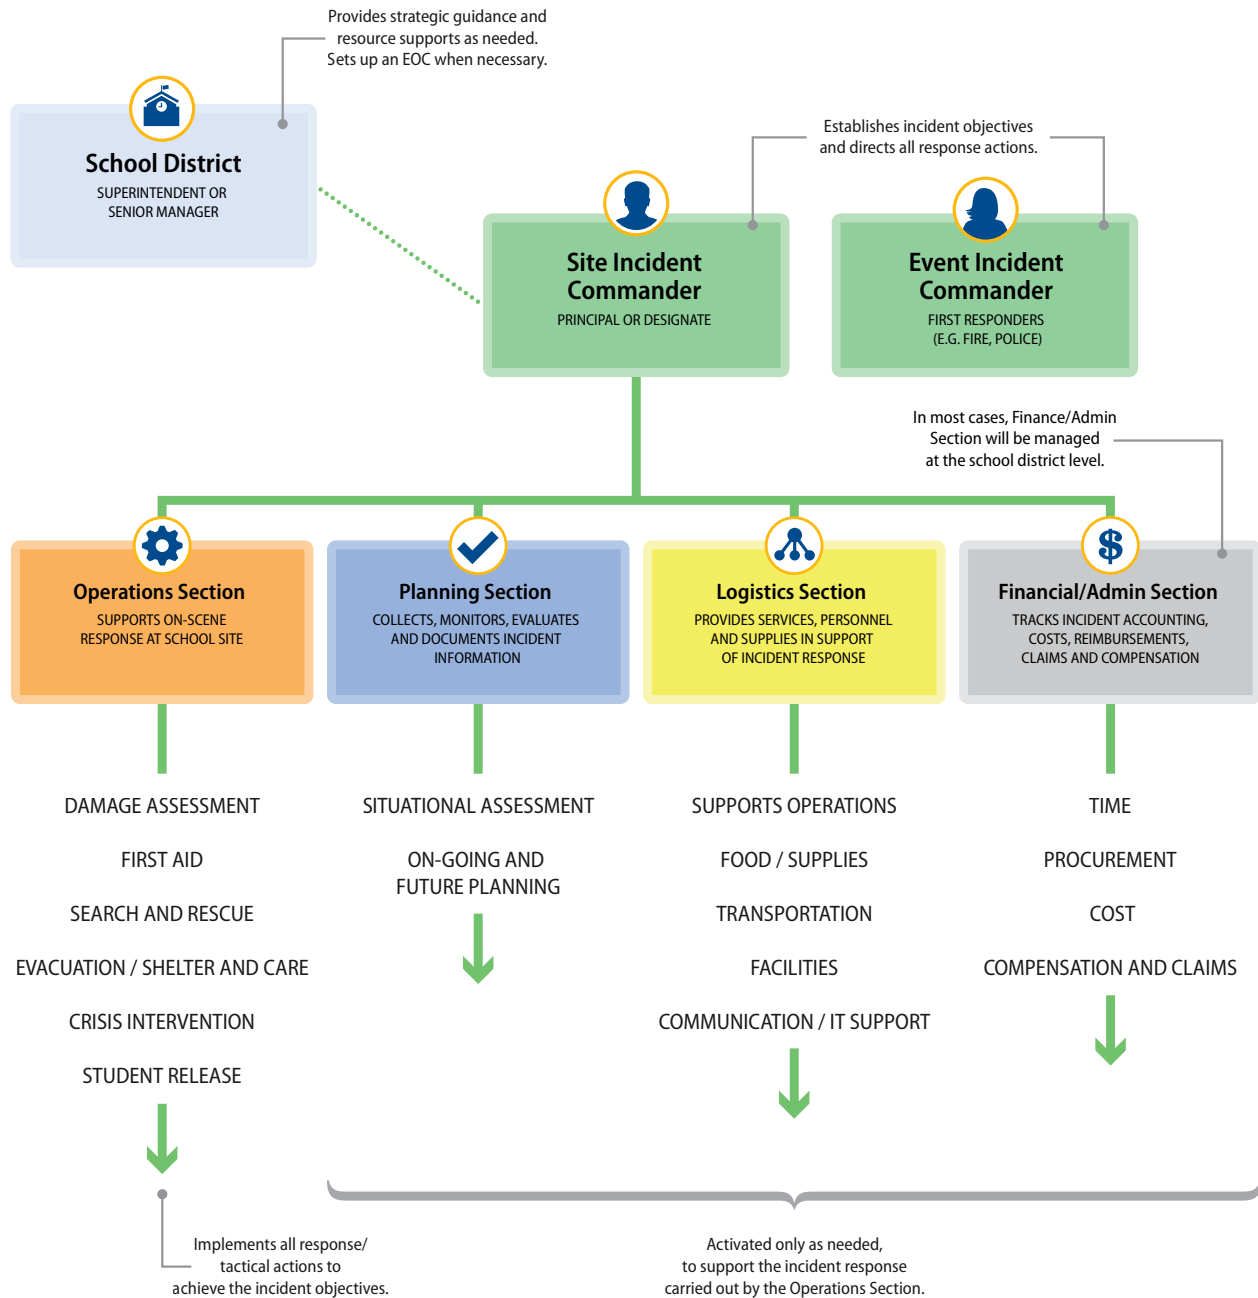 Provides strategic guidance and
resource supports as needed.
Sets up an EOC when necessary.
School District
SUPERINTENDENT OR
SENIOR MANAGER
Establishes incident objectives
and directs all response actions.
Site Incident
Commander
PRINCIPAL OR DESIGNATE
Event Incident
Commander
FIRST RESPONDERS
(E.G. FIRE, POLICE)
In most cases, Finance/Admin
Section will be managed
at the school district level.
Operations Section
SUPPORTS ON-SCENE
RESPONSE AT SCHOOL SITE
Planning Section
COLLECTS, MONITORS, EVALUATES
AND DOCUMENTS INCIDENT
INFORMATION
Logistics Section
PROVIDES SERVICES, PERSONNEL
AND SUPPLIES IN SUPPORT
OF INCIDENT RESPONSE
$
Financial/Admin Section
TRACKS INCIDENT ACCOUNTING,
COSTS, REIMBURSEMENTS,
CLAIMS AND COMPENSATION
DAMAGE ASSESSMENT
FIRST AID
SEARCH AND RESCUE
EVACUATION / SHELTER AND CARE
CRISIS INTERVENTION
STUDENT RELEASE
SITUATIONAL ASSESSMENT
ON-GOING AND
FUTURE PLANNING
SUPPORTS OPERATIONS
FOOD / SUPPLIES
TRANSPORTATION
FACILITIES
COMMUNICATION / IT SUPPORT
TIME
PROCUREMENT
COST
COMPENSATION AND CLAIMS
Implements all response/
tactical actions to
achieve the incident objectives.
Activated only as needed,
to support the incident response
carried out by the Operations Section.